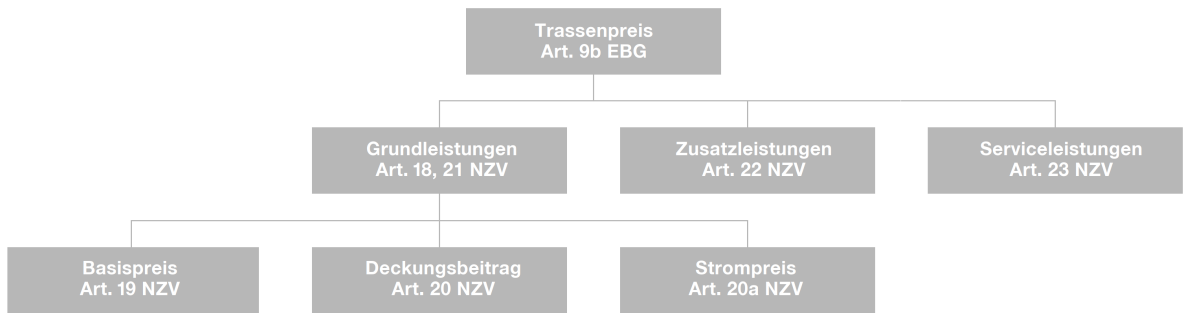 Trassenpreis
Art. 9b EBG
Grundleistungen
Art. 18, 21 NZV
Zusatzleistungen
Art. 22 NZV
Serviceleistungen
Art. 23 NZV
Basispreis
Art. 19 NZV
Deckungsbeitrag
Art. 20 NZV
Strompreis
Art. 20a NZV